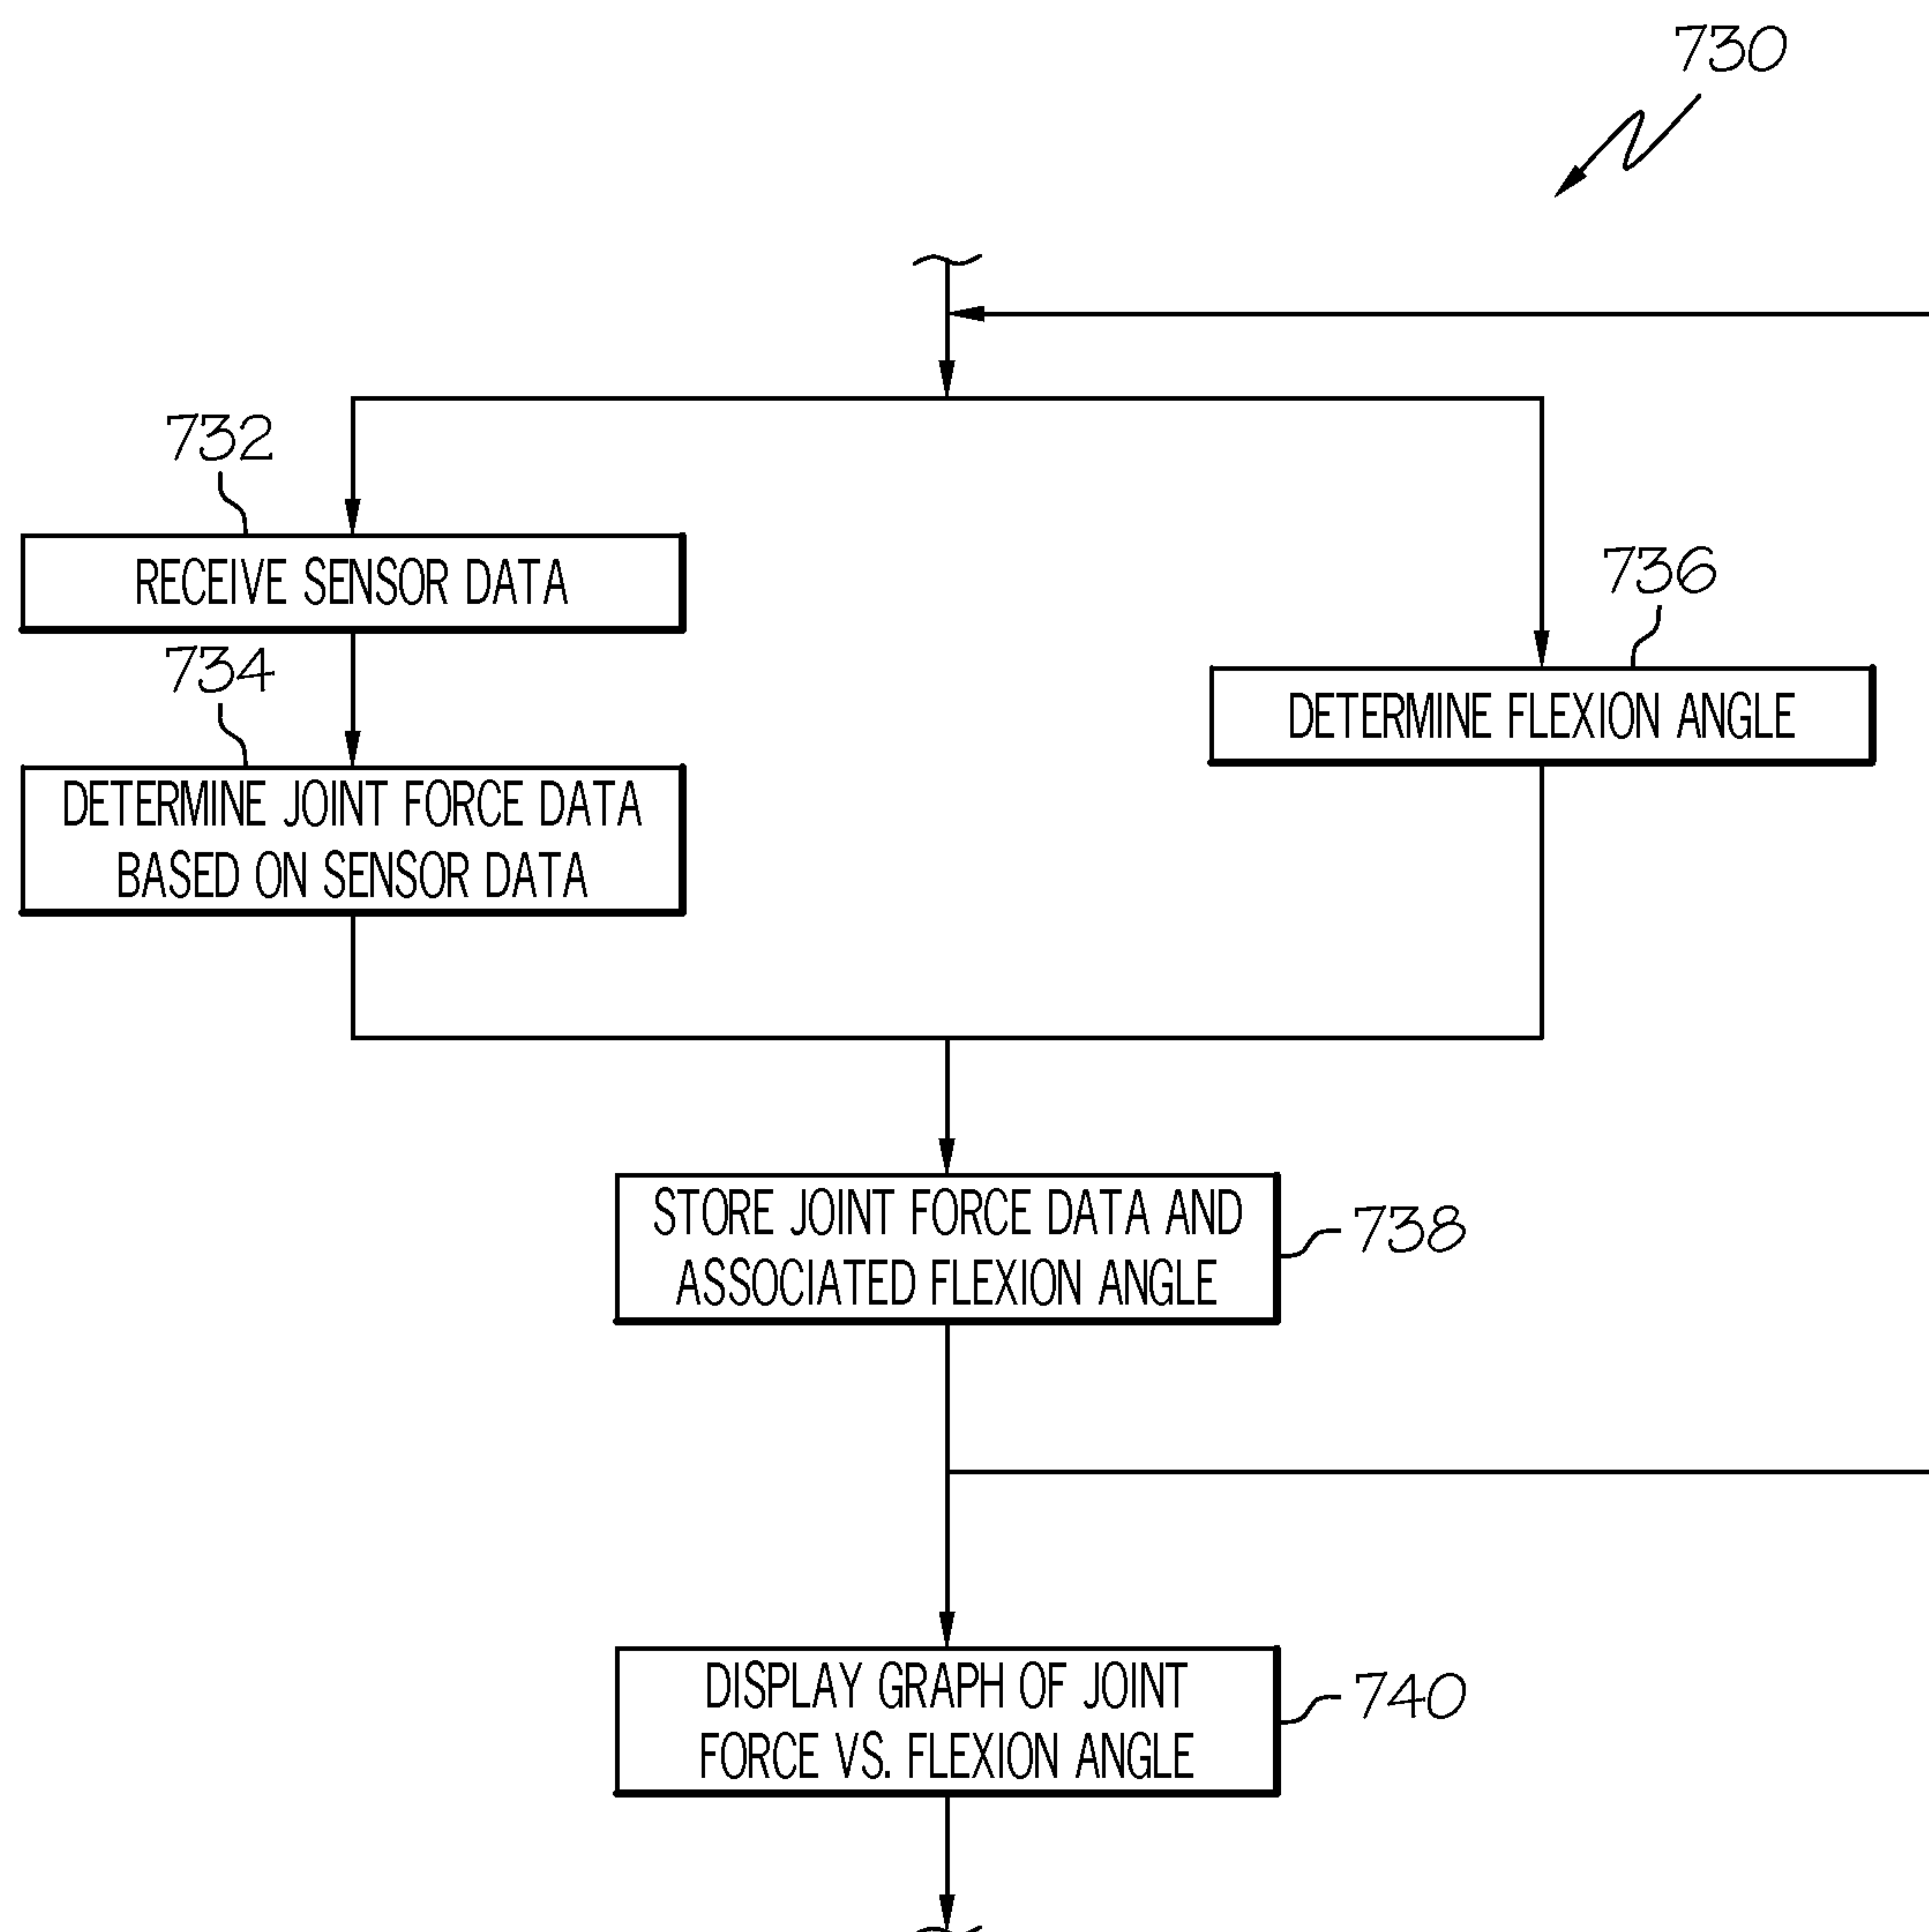 730
732
RECEIVE SENSOR DATA
734
DETERMINE JOINT FORCE DATA
BASED ON SENSOR DATA
736
DETERMINE FLEXION ANGLE
STORE JOINT FORCE DATA AND
ASSOCIATED FLEXION ANGLE
738
DISPLAY GRAPH OF JOINT
FORCE VS. FLEXION ANGLE
740